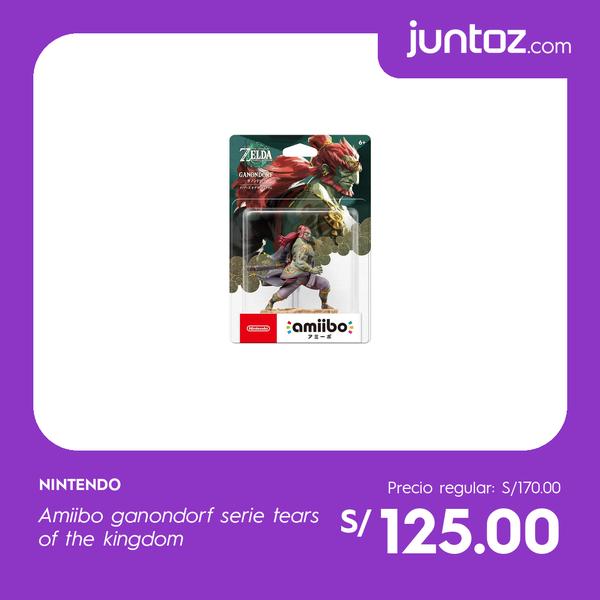 juntoz.com
6+
ZELDA
GANONDORF
Nintendo
amiibo
アミーボ
NINTENDO
Precio regular: S/170.00
Amiibo ganondorf serie tears
of the kingdom
S/125.00